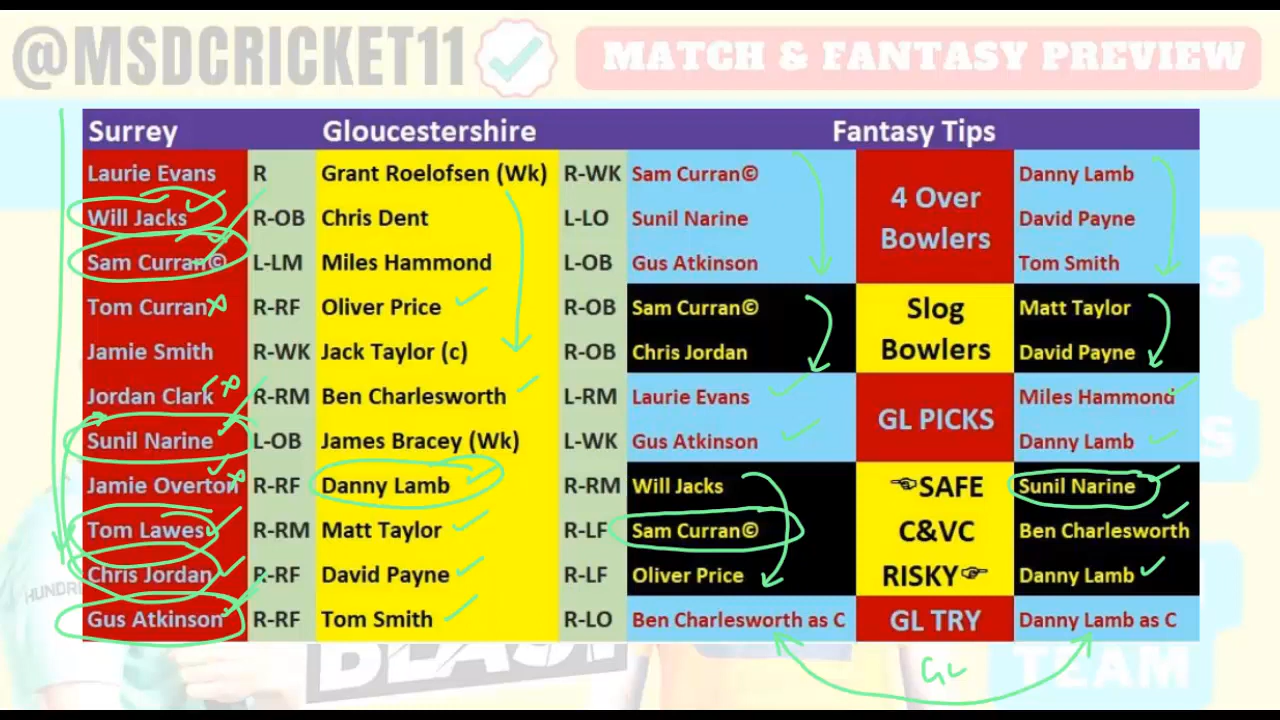 @MSDCRICKET11 MATCH & FANTASY PREVIEW
Surrey Gloucestershire Fantasy Tips
Laurie Evans R Grant Roelofsen (Wk) R-WK Sam Curran© 4 Over Bowlers Danny Lamb
Will Jacks R-OB Chris Dent L-LO Sunil Narine David Payne
Sam Curran© L-LM Miles Hammond L-OB Gus Atkinson Tom Smith
Tom Curran R-RF Oliver Price R-OB Sam Curran© Slog Bowlers Matt Taylor
Jamie Smith R-WK Jack Taylor (c) R-OB Chris Jordan David Payne
Jordan Clark R-RM Ben Charlesworth L-RM Laurie Evans GL PICKS Miles Hammond
Sunil Narine L-OB James Bracey (Wk) L-WK Gus Atkinson Danny Lamb
Jamie Overton R-RF Danny Lamb R-RM Will Jacks ☜SAFE Sunil Narine
Tom Lawes R-RM Matt Taylor R-LF Sam Curran© C&VC Ben Charlesworth
Chris Jordan R-RF David Payne R-LF Oliver Price RISKY☞ Danny Lamb
Gus Atkinson R-RF Tom Smith R-LO Ben Charlesworth as C GL TRY Danny Lamb as C
GL
HUNDRE
BLAST
TEAM